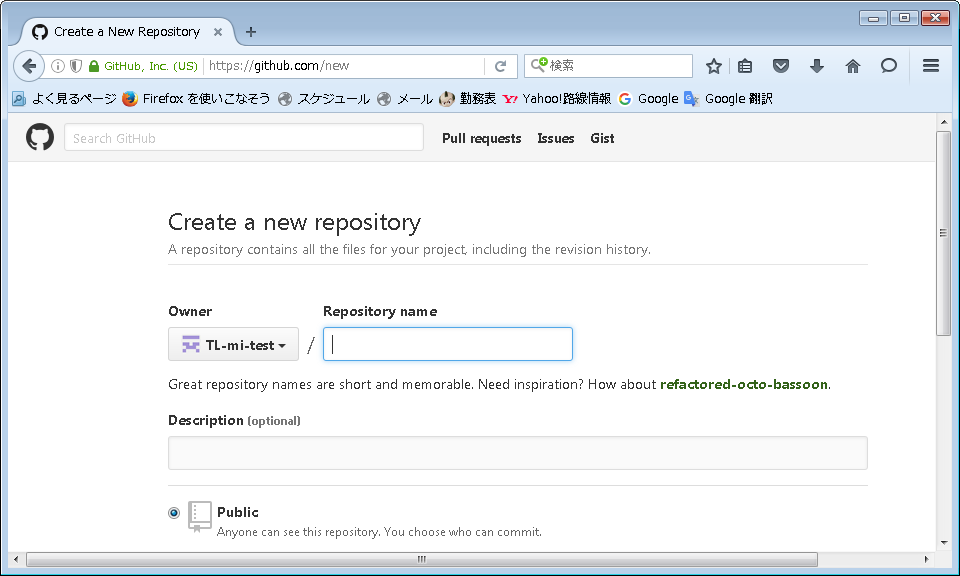 Create a New Repository
GitHub, Inc. (US)
https://github.com/new
検索
よく見るページ
Firefox を使いこなそう
スケジュール
メール
勤務表
Yahoo!路線情報
Google
Google 翻訳
Search GitHub
Pull requests
Issues
Gist
Create a new repository
A repository contains all the files for your project, including the revision history.
Owner
Repository name
TL-mi-test
/
Great repository names are short and memorable. Need inspiration? How about refactored-octo-bassoon.
Description (optional)
Public
Anyone can see this repository. You choose who can commit.